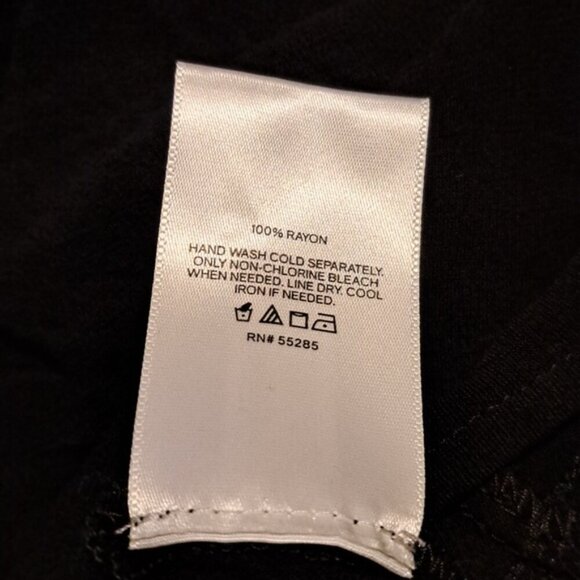 100% RAYON
HAND WASH COLD SEPARATELY.
ONLY NON-CHLORINE BLEACH
WHEN NEEDED. LINE DRY. COOL
IRON IF NEEDED.
RN# 55285